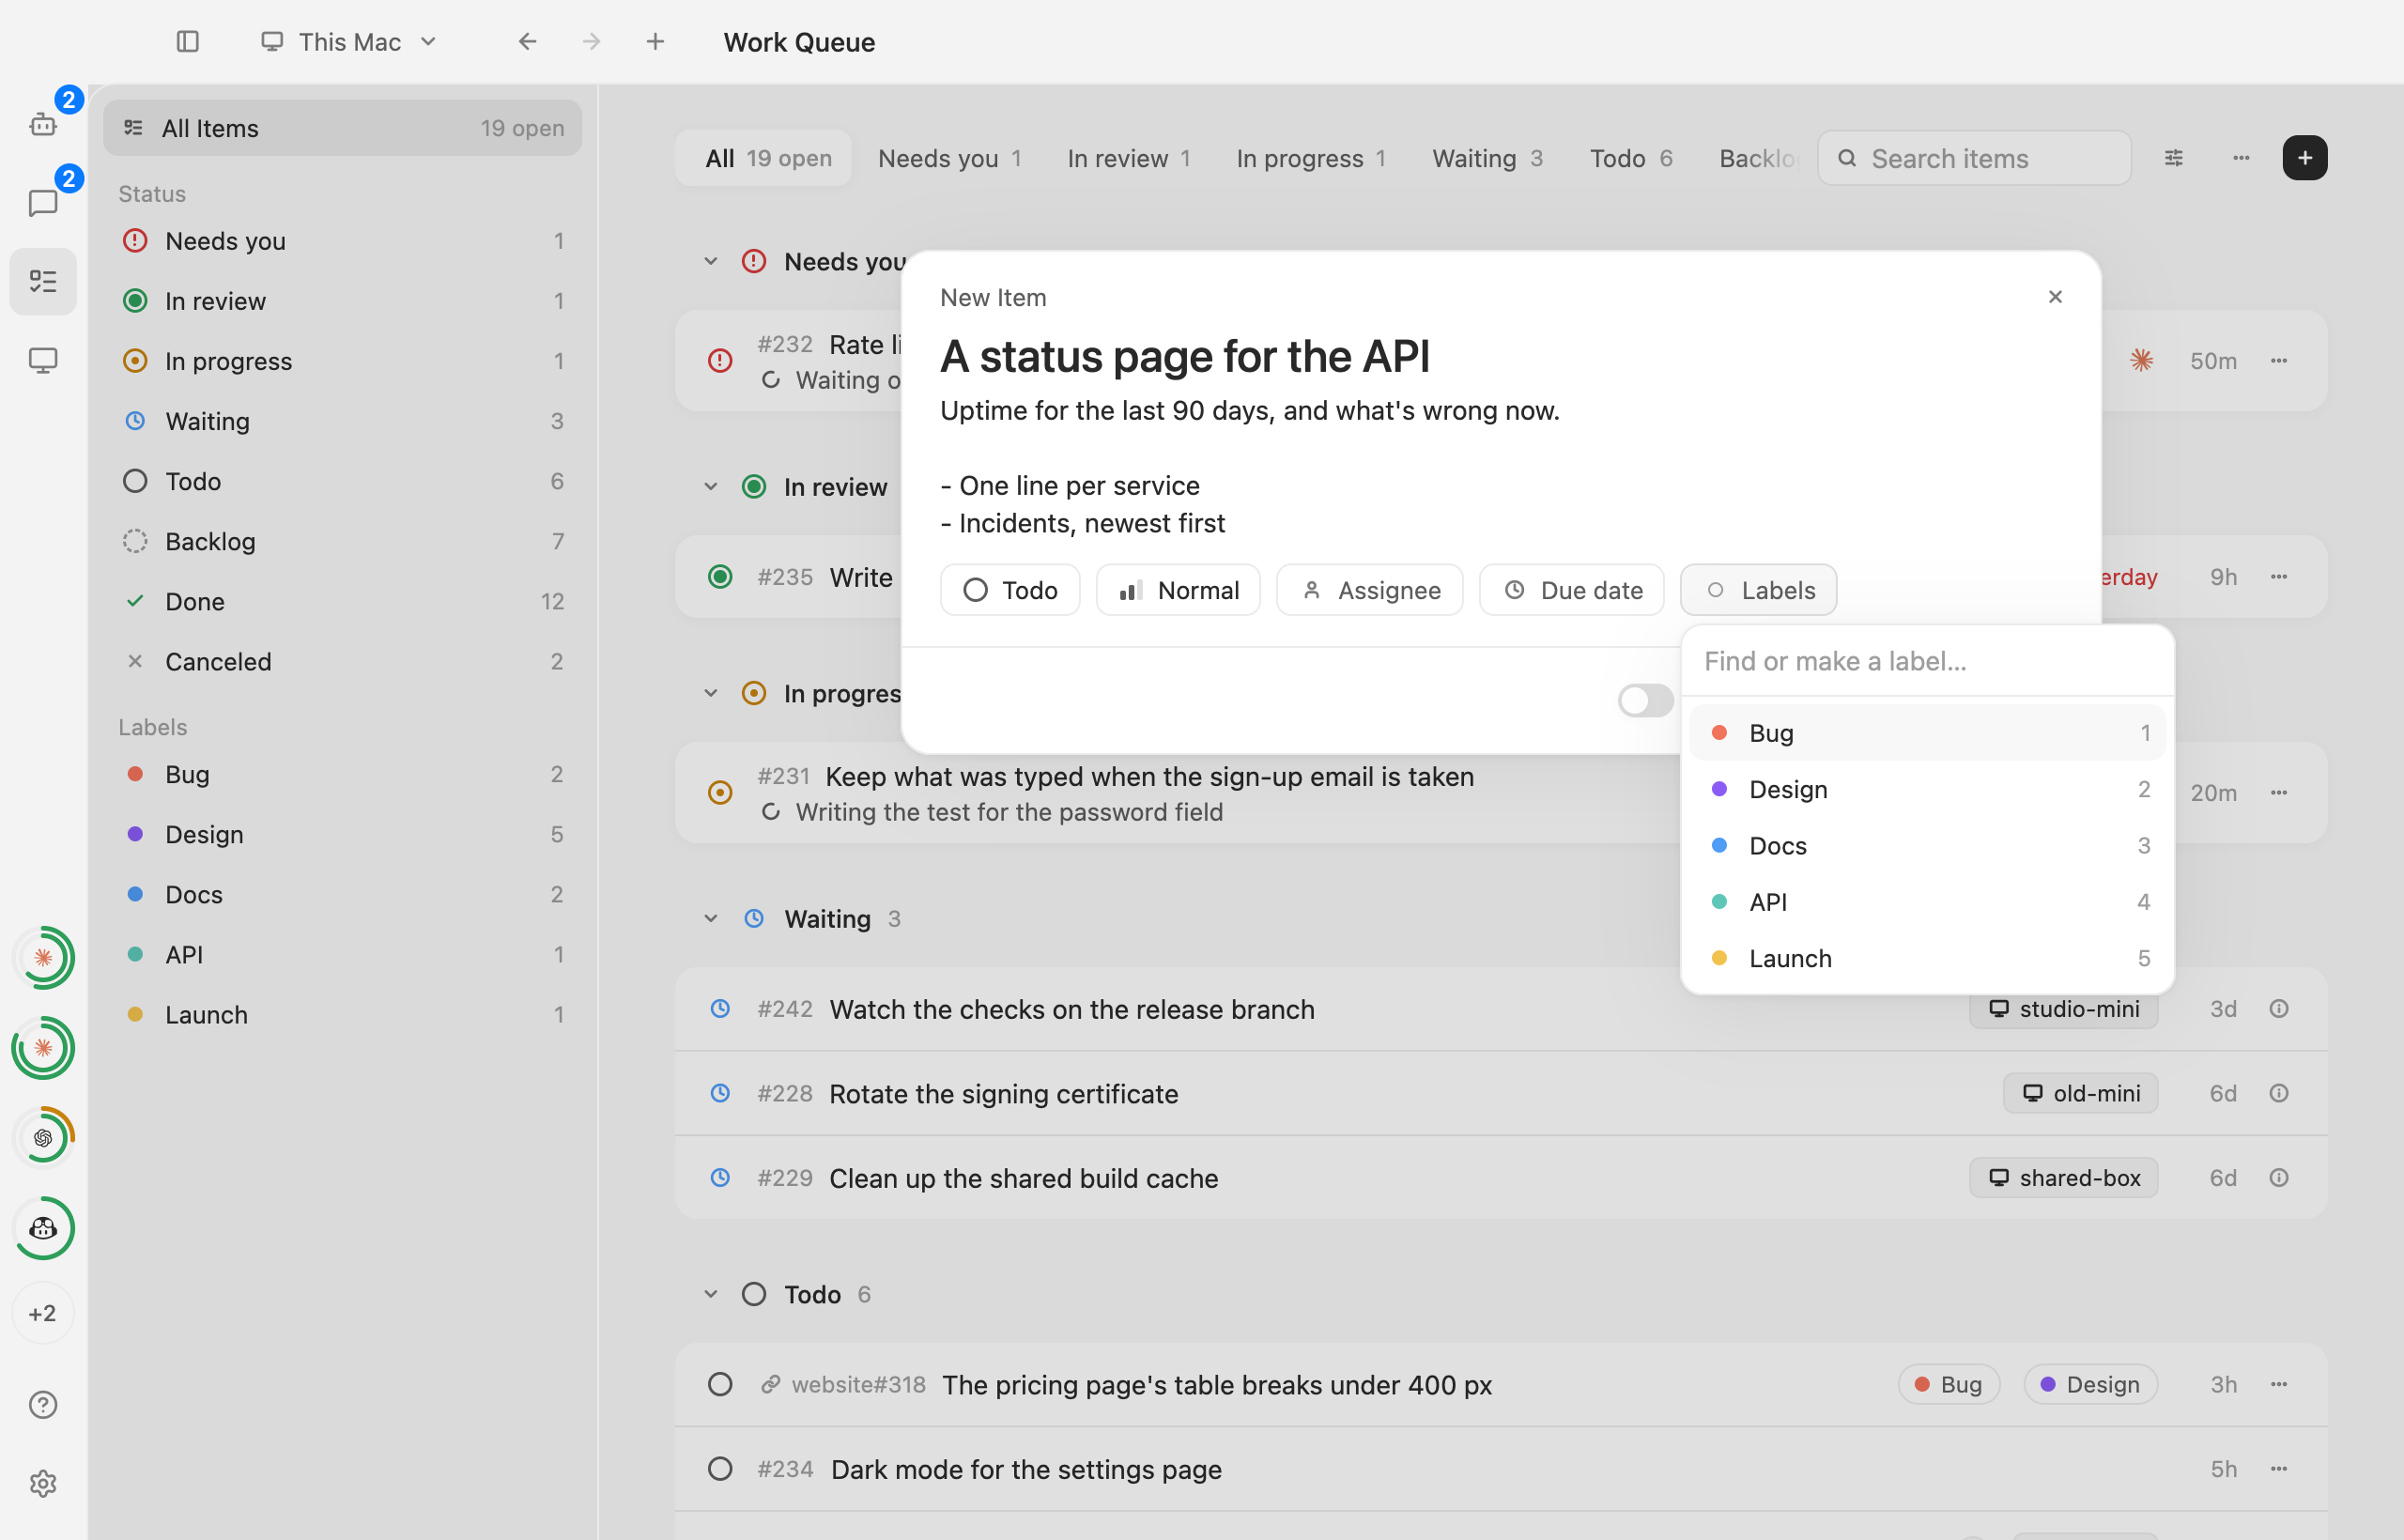 This Mac
Work Queue
2
2
All Items 19 open
Status
Needs you 1
In review 1
In progress 1
Waiting 3
Todo 6
Backlog 7
Done 12
Canceled 2
Labels
Bug 2
Design 5
Docs 2
API 1
Launch 1
+2
All 19 open Needs you 1 In review 1 In progress 1 Waiting 3 Todo 6 Backlo
Search items
Needs you
#232 Rate li
Waiting o
50m
In review
#235 Write
erday 9h
In progres
#231 Keep what was typed when the sign-up email is taken
Writing the test for the password field
20m
Waiting 3
#242 Watch the checks on the release branch studio-mini 3d
#228 Rotate the signing certificate old-mini 6d
#229 Clean up the shared build cache shared-box 6d
Todo 6
website#318 The pricing page's table breaks under 400 px Bug Design 3h
#234 Dark mode for the settings page 5h
New Item
A status page for the API
Uptime for the last 90 days, and what's wrong now.
- One line per service
- Incidents, newest first
Todo Normal Assignee Due date Labels
Find or make a label...
Bug 1
Design 2
Docs 3
API 4
Launch 5